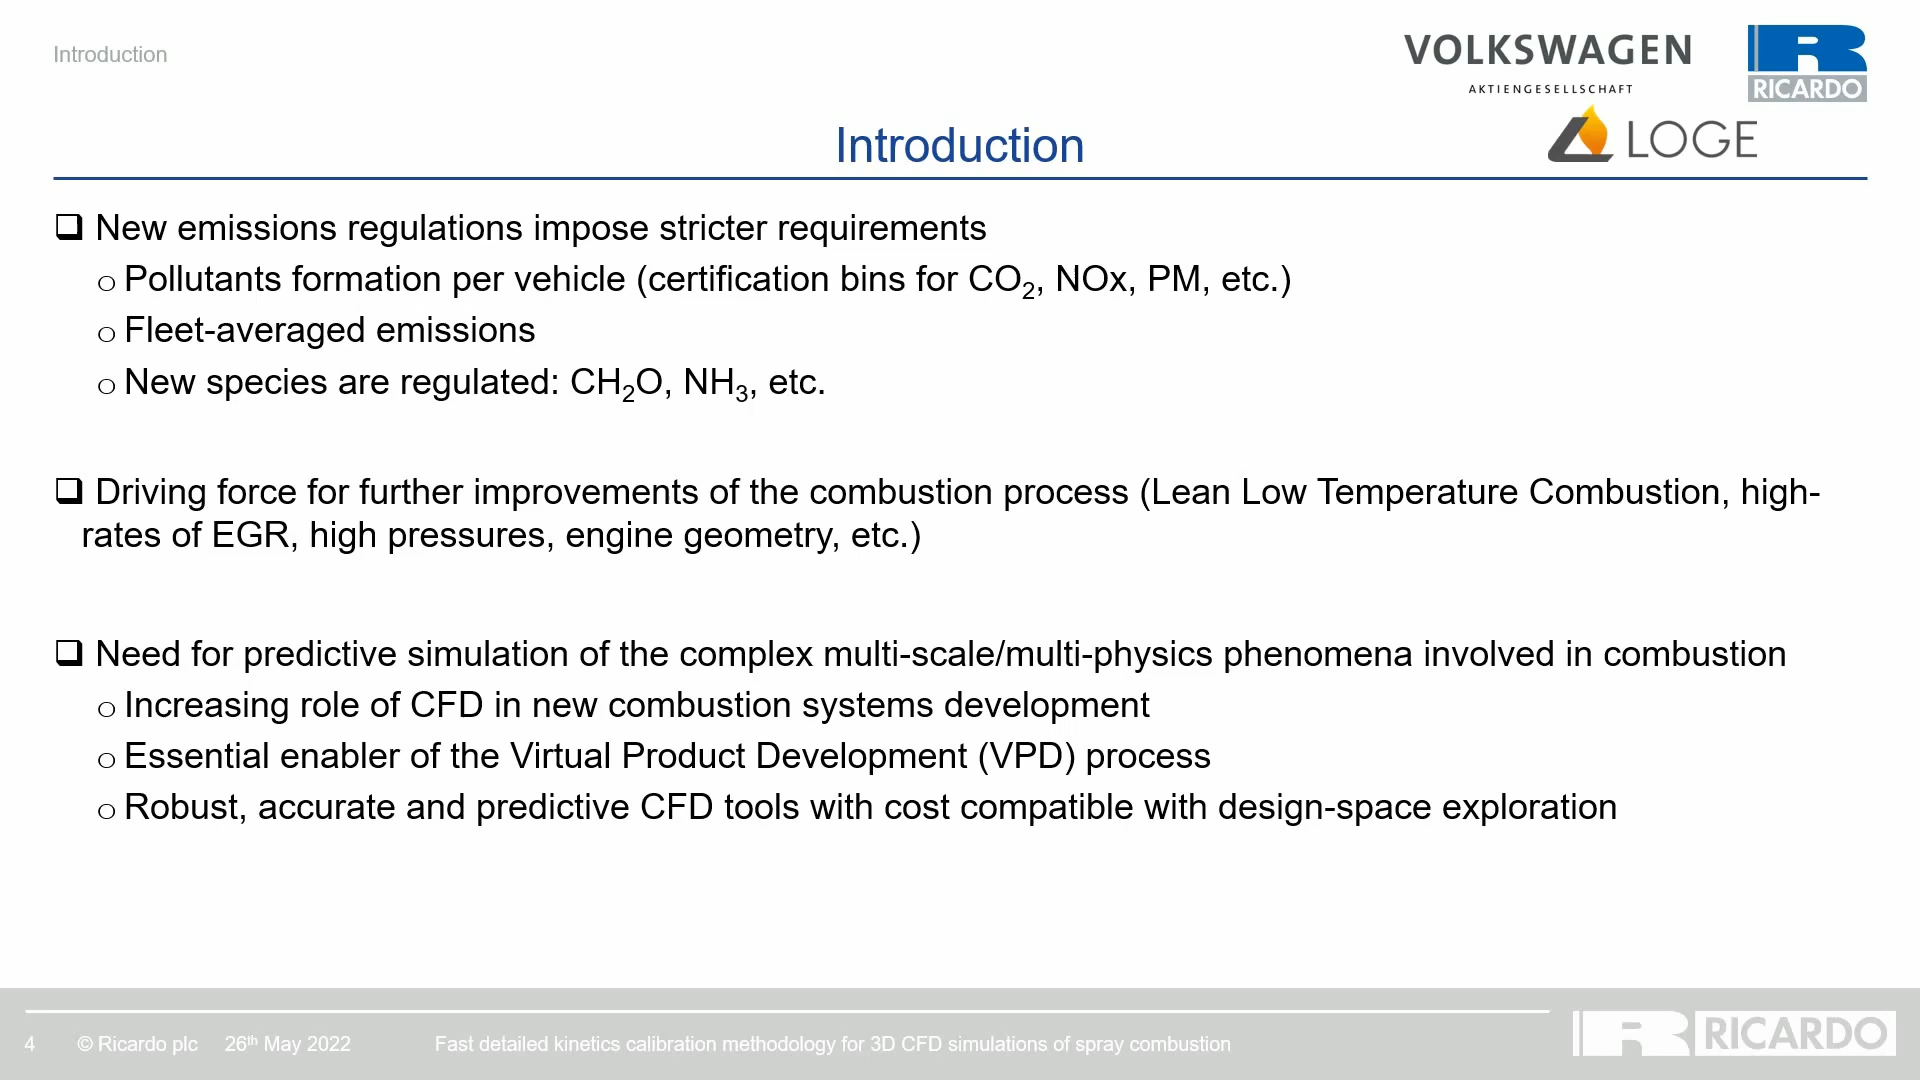 Introduction
VOLKSWAGEN
AKTIENGESELLSCHAFT
RICARDO
LOGE
Introduction
❑ New emissions regulations impose stricter requirements
o Pollutants formation per vehicle (certification bins for CO₂, NOx, PM, etc.)
o Fleet-averaged emissions
o New species are regulated: CH₂O, NH₃, etc.
❑ Driving force for further improvements of the combustion process (Lean Low Temperature Combustion, high-
rates of EGR, high pressures, engine geometry, etc.)
❑ Need for predictive simulation of the complex multi-scale/multi-physics phenomena involved in combustion
o Increasing role of CFD in new combustion systems development
o Essential enabler of the Virtual Product Development (VPD) process
o Robust, accurate and predictive CFD tools with cost compatible with design-space exploration
4 © Ricardo plc 26th May 2022 Fast detailed kinetics calibration methodology for 3D CFD simulations of spray combustion
RICARDO